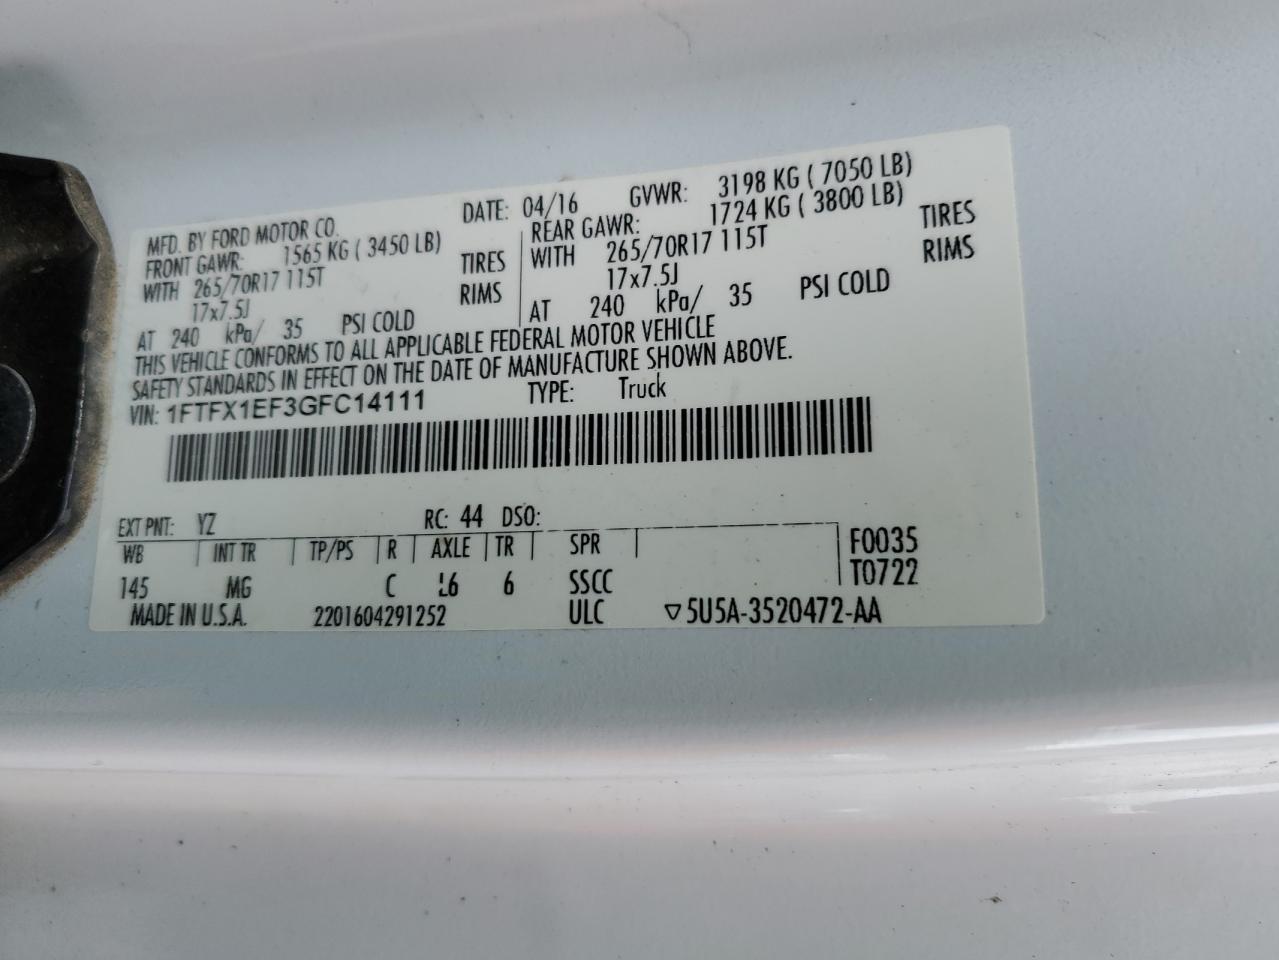 MFD. BY FORD MOTOR CO. DATE: 04/16 GVWR: 3198 KG ( 7050 LB)
FRONT GAWR: 1565 KG ( 3450 LB) REAR GAWR: 1724 KG ( 3800 LB)
WITH 265/70R17 115T TIRES WITH 265/70R17 115T TIRES
17x7.5J RIMS 17x7.5J RIMS
AT 240 kPa/ 35 PSI COLD AT 240 kPa/ 35 PSI COLD
THIS VEHICLE CONFORMS TO ALL APPLICABLE FEDERAL MOTOR VEHICLE
SAFETY STANDARDS IN EFFECT ON THE DATE OF MANUFACTURE SHOWN ABOVE.
VIN: 1FTFX1EF3GFC14111 TYPE: Truck
EXT PNT: YZ RC: 44 DSO:
WB INT TR TP/PS R AXLE TR SPR F0035
145 MG C L6 6 SSCC T0722
MADE IN U.S.A. 2201604291252 ULC ▽5U5A-3520472-AA